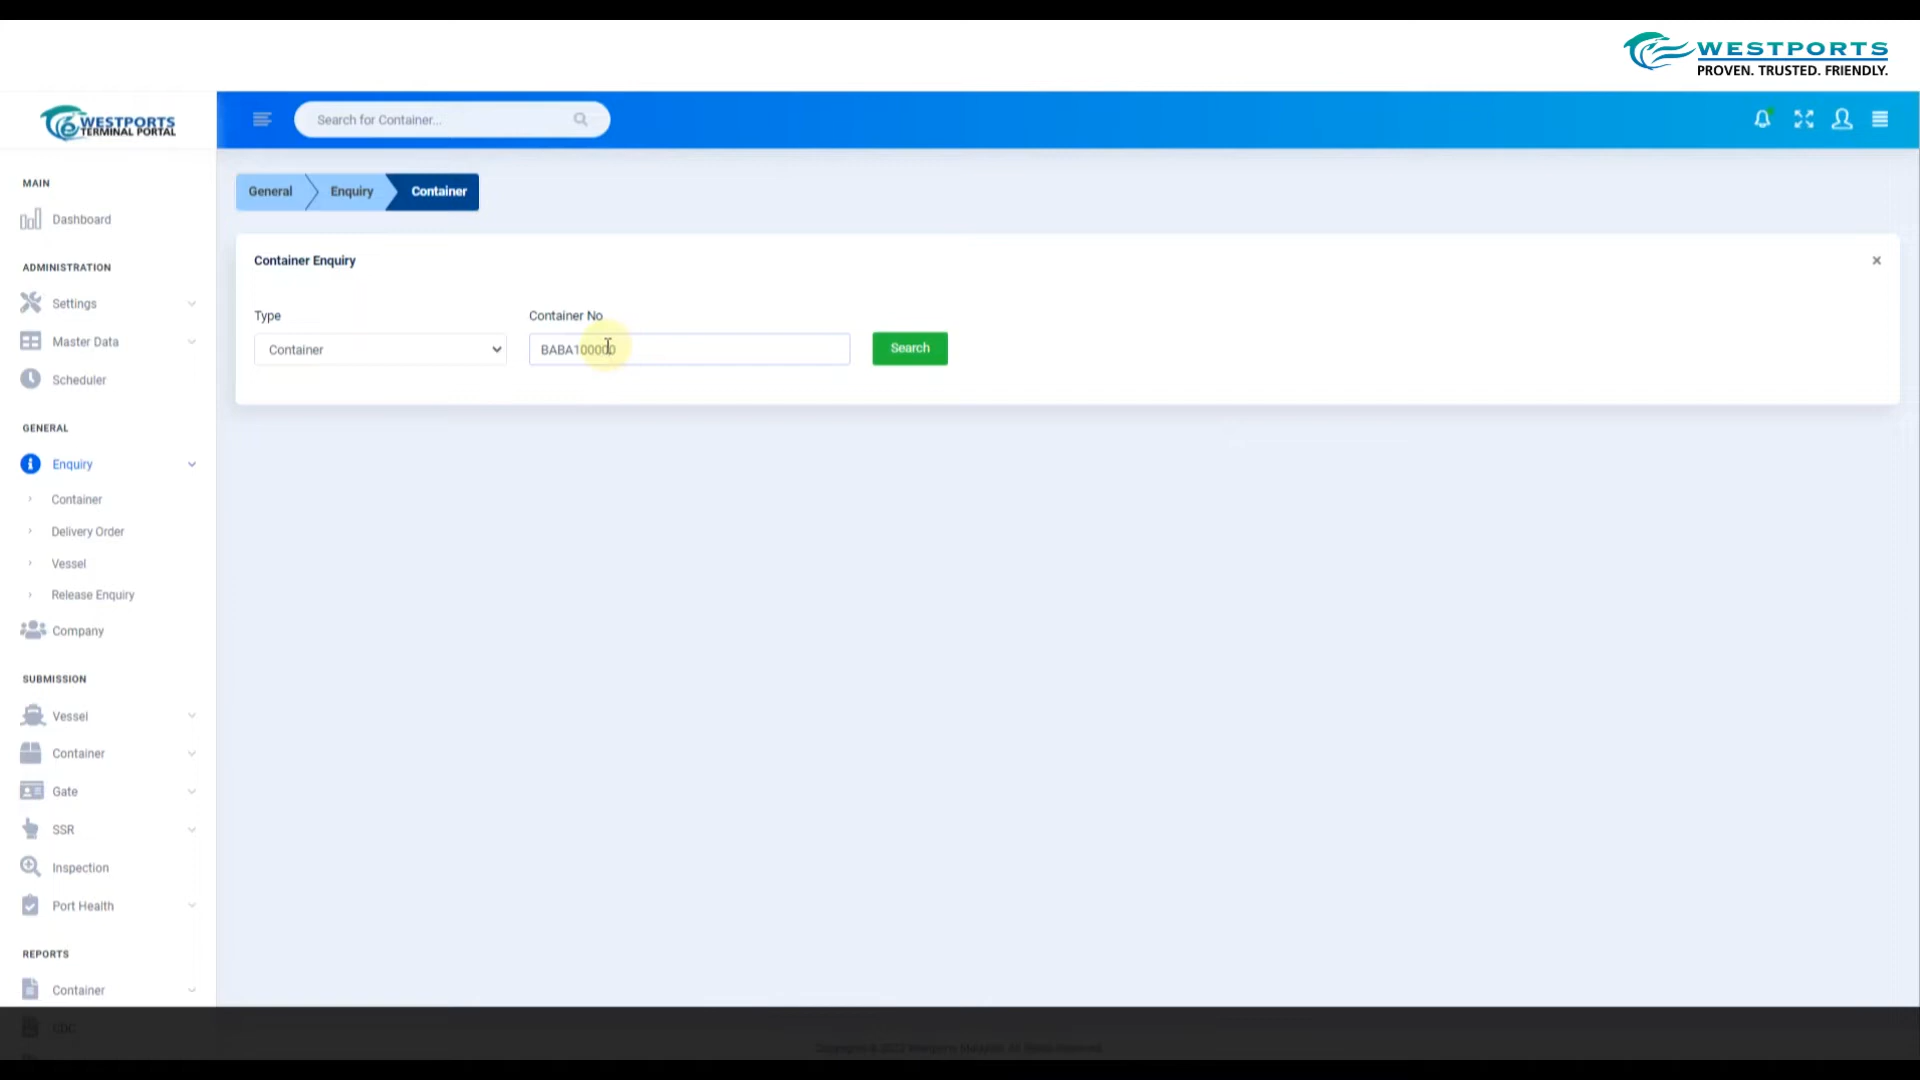 WESTPORTS
PROVEN. TRUSTED. FRIENDLY.
WESTPORTS
TERMINAL PORTAL
Search for Container...
MAIN
Dashboard
ADMINISTRATION
Settings
Master Data
Scheduler
GENERAL
Enquiry
Container
Delivery Order
Vessel
Release Enquiry
Company
SUBMISSION
Vessel
Container
Gate
SSR
Inspection
Port Health
REPORTS
Container
General
Enquiry
Container
Container Enquiry
×
Type
Container No
Container
BABA100000
Search